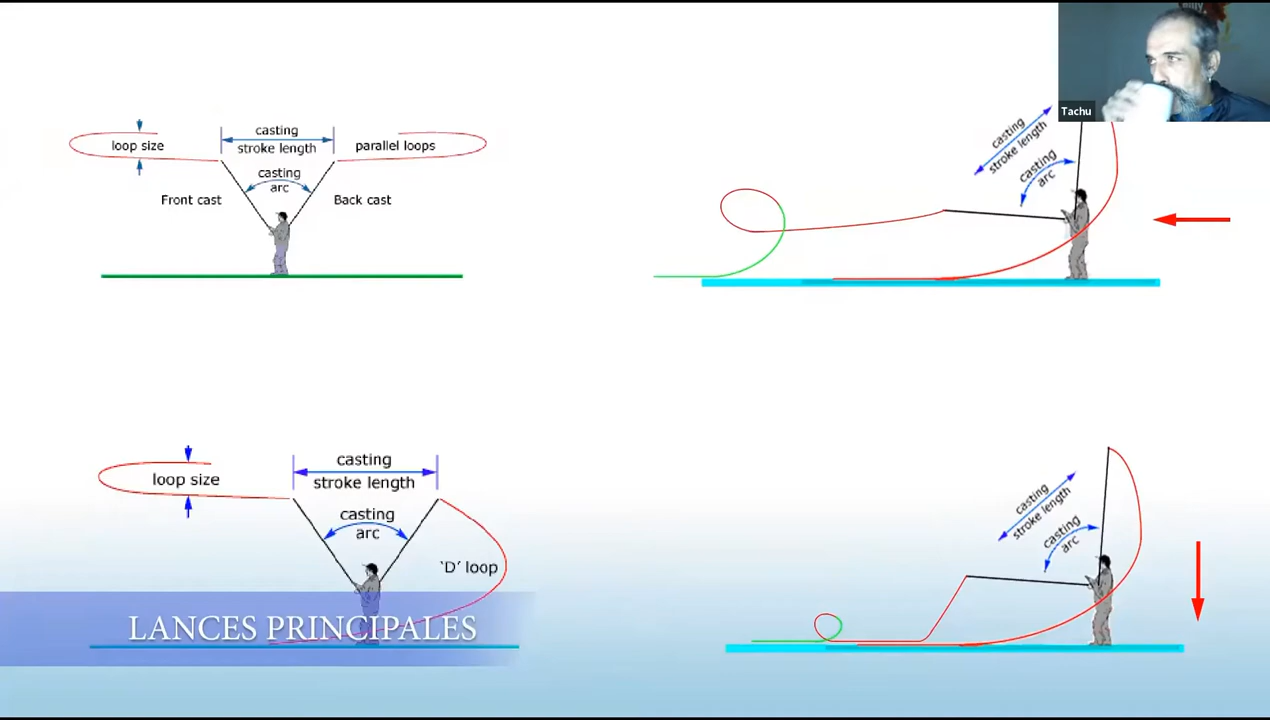 Tachu
casting
stroke length
loop size
parallel loops
casting
arc
Front cast
Back cast
casting
stroke length
casting
arc
casting
stroke length
loop size
casting
arc
'D' loop
casting
stroke length
casting
arc
LANCES PRINCIPALES